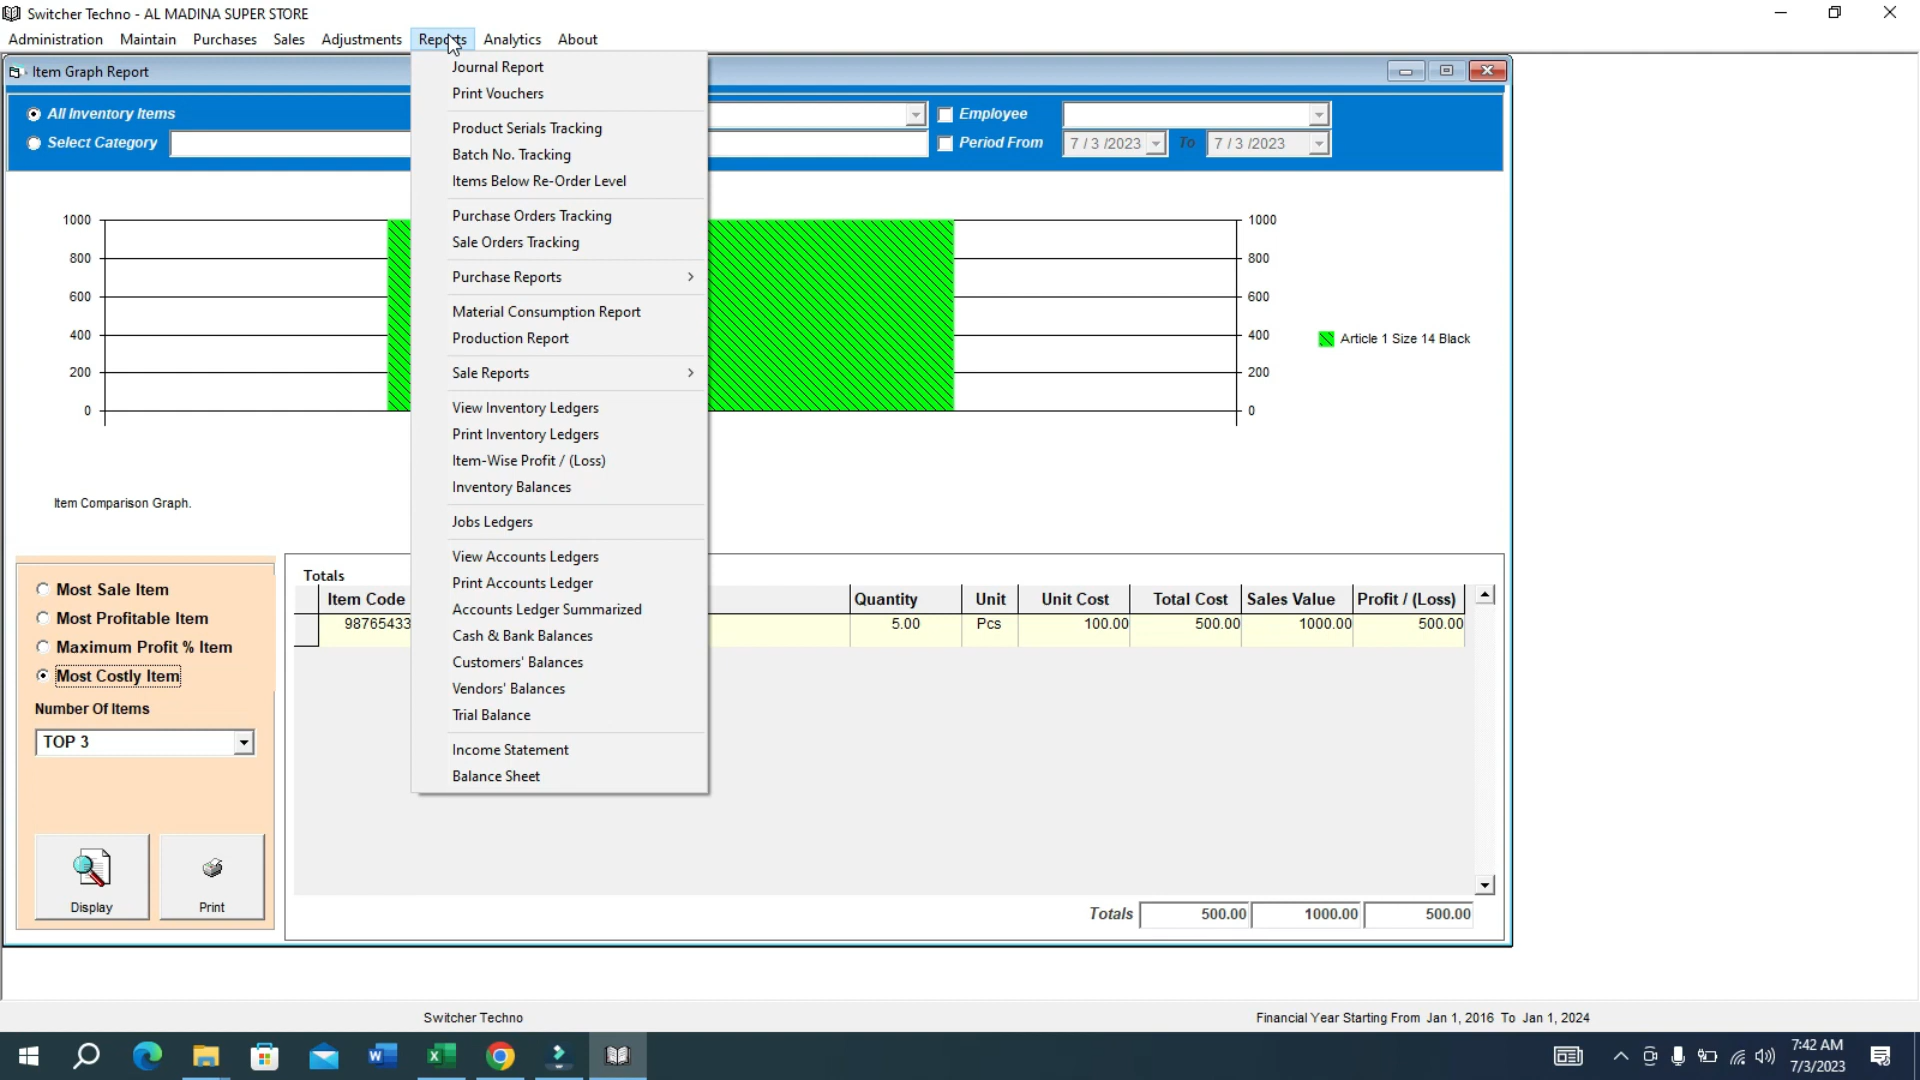 Switcher Techno - AL MADINA SUPER STORE
Administration Maintain Purchases Sales Adjustments Reports Analytics About
Item Graph Report
All Inventory Items
Select Category
Employee
Period From 7 / 3 /2023 To 7 / 3 /2023
Journal Report
Print Vouchers
Product Serials Tracking
Batch No. Tracking
Items Below Re-Order Level
Purchase Orders Tracking
Sale Orders Tracking
Purchase Reports
Material Consumption Report
Production Report
Sale Reports
View Inventory Ledgers
Print Inventory Ledgers
Item-Wise Profit / (Loss)
Inventory Balances
Jobs Ledgers
View Accounts Ledgers
Print Accounts Ledger
Accounts Ledger Summarized
Cash & Bank Balances
Customers' Balances
Vendors' Balances
Trial Balance
Income Statement
Balance Sheet
1000 1000
800 800
600 600
400 400
200 200
0 0
Article 1 Size 14 Black
Item Comparison Graph.
Most Sale Item
Most Profitable Item
Maximum Profit % Item
Most Costly Item
Number Of Items
TOP 3
Display
Print
Totals
Item Code Quantity Unit Unit Cost Total Cost Sales Value Profit / (Loss)
98765433 5.00 Pcs 100.00 500.00 1000.00 500.00
Totals 500.00 1000.00 500.00
Switcher Techno
Financial Year Starting From Jan 1, 2016 To Jan 1, 2024
7:42 AM
7/3/2023